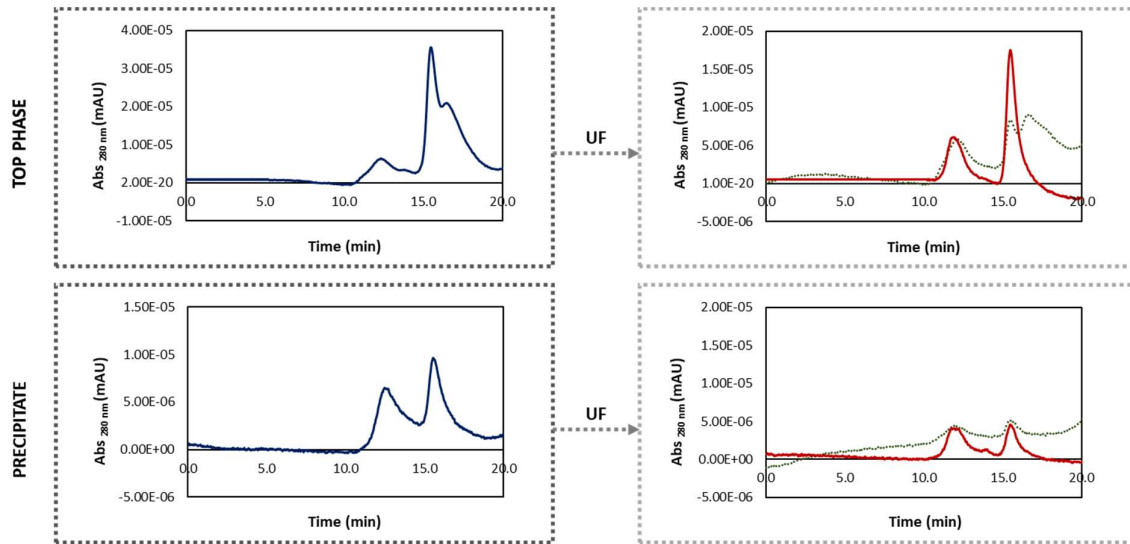 TOP PHASE
Abs 280 nm (mAU)
4.00E-05
3.00E-05
2.00E-05
1.00E-05
2.00E-20
-1.00E-05
0.0 5.0 10.0 15.0 20.0
Time (min)
UF
Abs 280 nm (mAU)
2.00E-05
1.50E-05
1.00E-05
5.00E-06
1.00E-20
-5.00E-06
0.0 5.0 10.0 15.0 20.0
Time (min)
PRECIPITATE
Abs 280 nm (mAU)
1.50E-05
1.00E-05
5.00E-06
0.00E+00
-5.00E-06
0.0 5.0 10.0 15.0 20.0
Time (min)
UF
Abs 280 nm (mAU)
2.00E-05
1.50E-05
1.00E-05
5.00E-06
0.00E+00
-5.00E-06
0.0 5.0 10.0 15.0 20.0
Time (min)